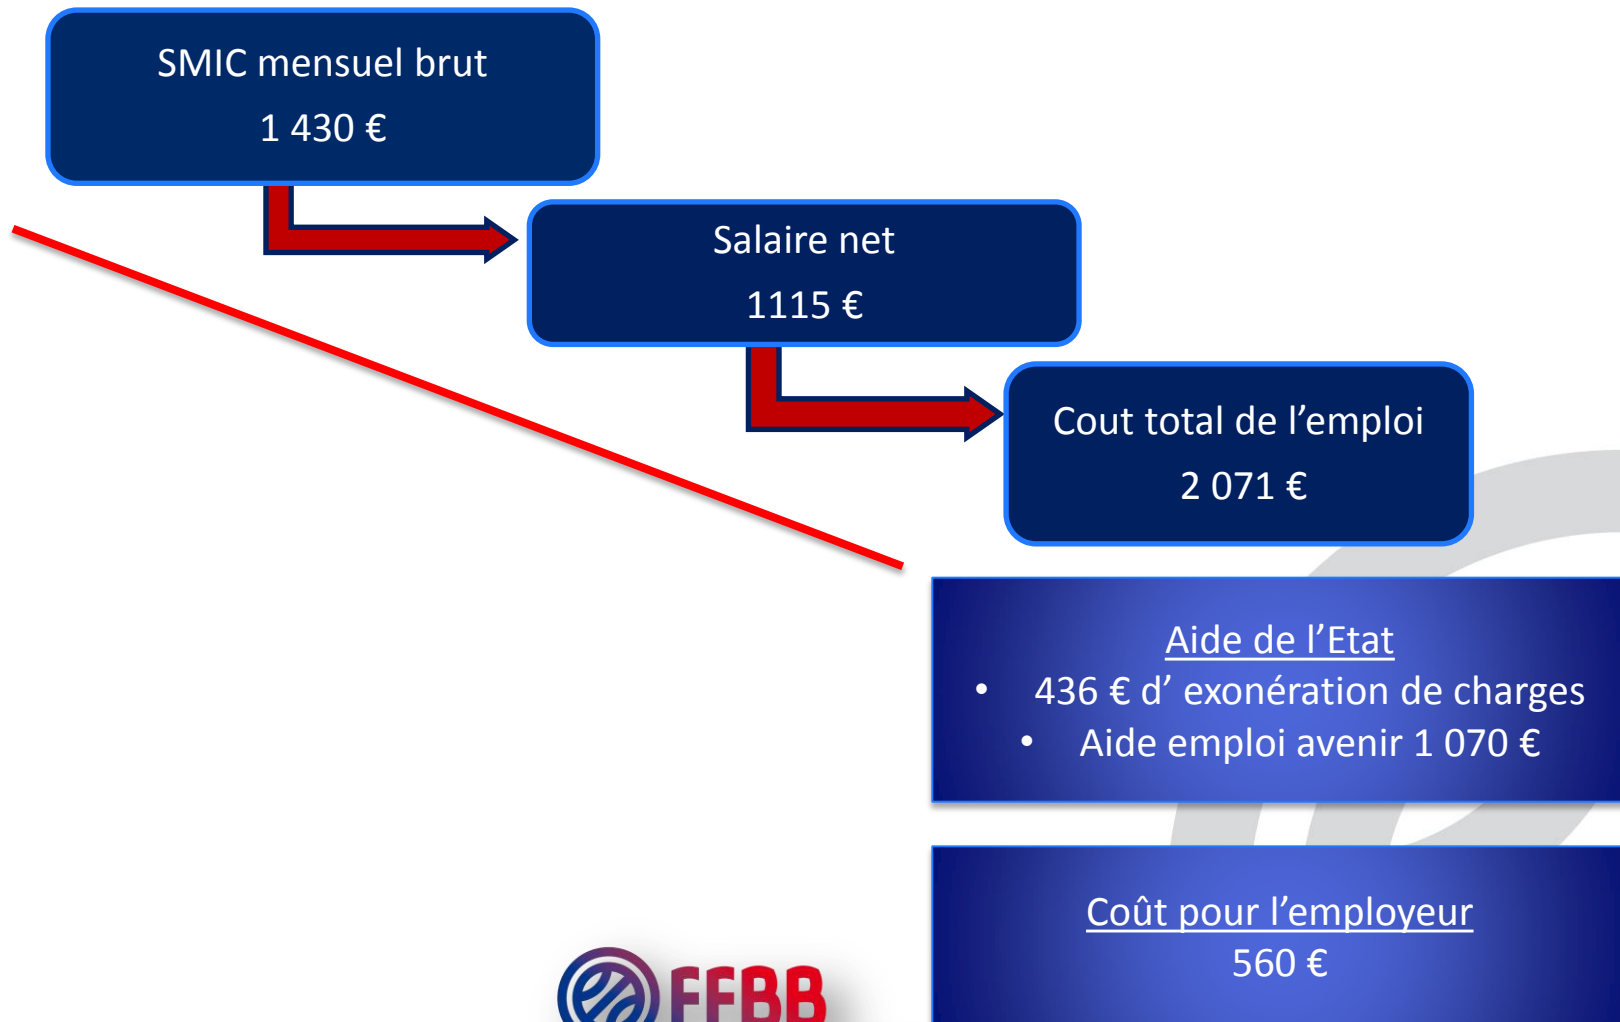 SMIC mensuel brut
1 430 €
Salaire net
1115 €
Cout total de l’emploi
2 071 €
Aide de l’Etat
• 436 € d’ exonération de charges
• Aide emploi avenir 1 070 €
Coût pour l’employeur
560 €
FFBB